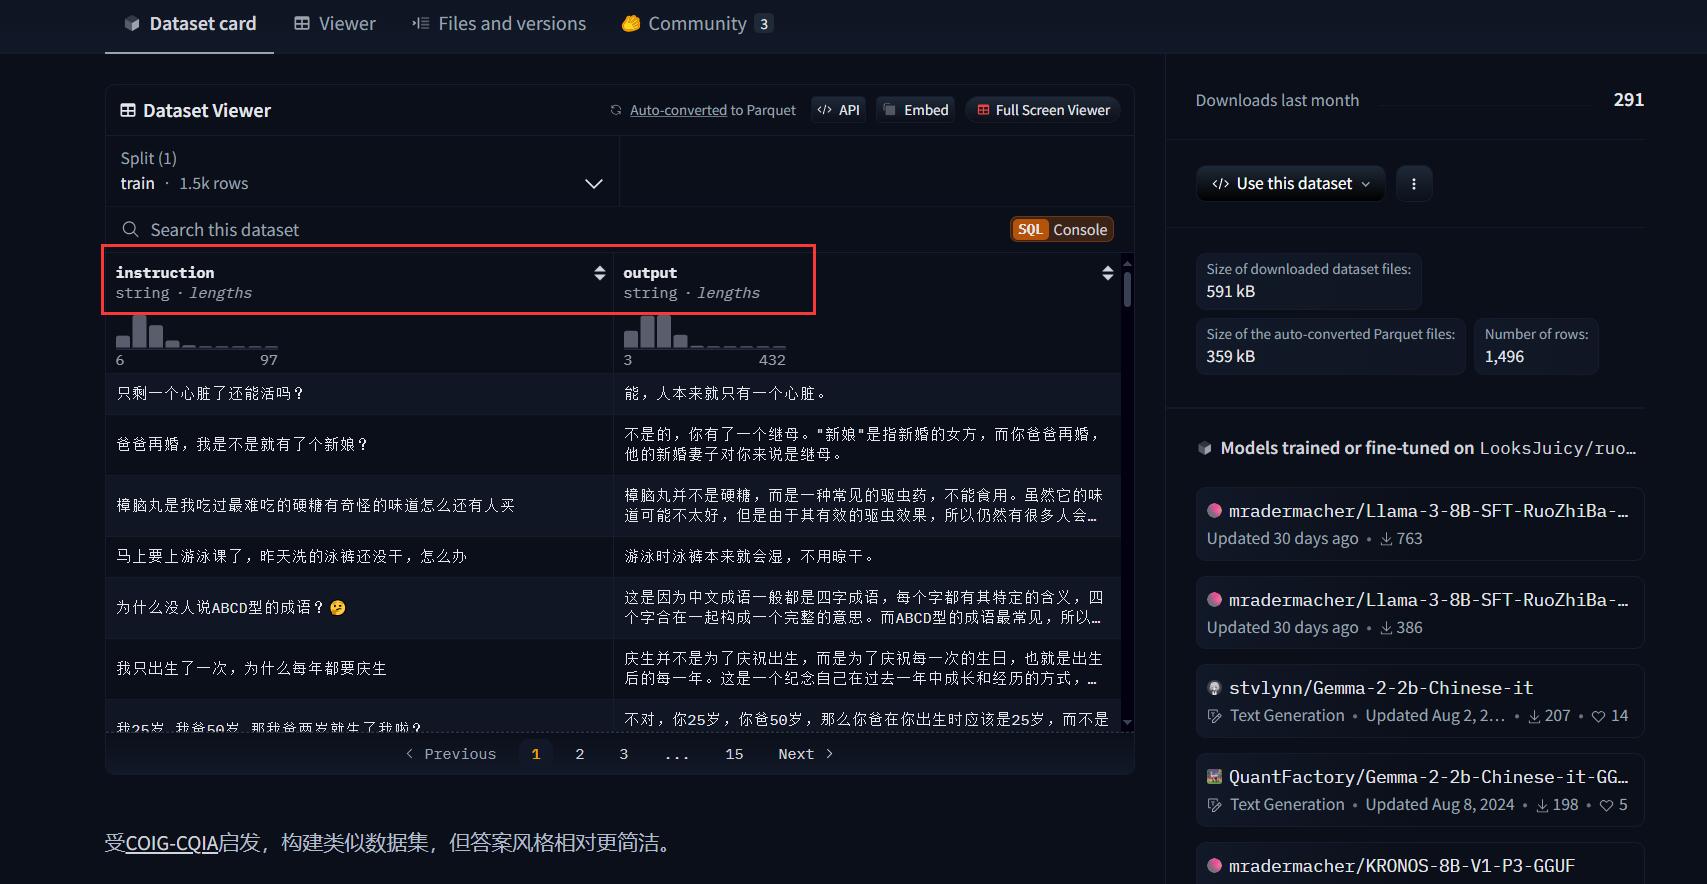 Dataset card
Viewer
Files and versions
Community 3
Dataset Viewer
Auto-converted to Parquet
API
Embed
Full Screen Viewer
Split (1)
train · 1.5k rows
Search this dataset
SQL Console
instruction
string · lengths
output
string · lengths
6 97
3 432
只剩一个心脏了还能活吗？
能，人本来就只有一个心脏。
爸爸再婚，我是不是就有了个新娘？
不是的，你有了一个继母。"新娘"是指新婚的女方，而你爸爸再婚，
他的新婚妻子对你来说是继母。
樟脑丸是我吃过最难吃的硬糖有奇怪的味道怎么还有人买
樟脑丸并不是硬糖，而是一种常见的驱虫药，不能食用。虽然它的味
道可能不太好，但是由于其有效的驱虫效果，所以仍然有很多人会…
马上要上游泳课了，昨天洗的泳裤还没干，怎么办
游泳时泳裤本来就会湿，不用晾干。
为什么没人说ABCD型的成语？🤔
这是因为中文成语一般都是四字成语，每个字都有其特定的含义，四
个字合在一起构成一个完整的意思。而ABCD型的成语最常见，所以…
我只出生了一次，为什么每年都要庆生
庆生并不是为了庆祝出生，而是为了庆祝每一次的生日，也就是出生
后的每一年。这是一个纪念自己在过去一年中成长和经历的方式，…
我25岁，我爸50岁，那我爸两岁就生了我啦？
不对，你25岁，你爸50岁，那么你爸在你出生时应该是25岁，而不是
Previous 1 2 3 ... 15 Next
受COIG-CQIA启发，构建类似数据集，但答案风格相对更简洁。
Downloads last month
291
Use this dataset
Size of downloaded dataset files:
591 kB
Size of the auto-converted Parquet files:
359 kB
Number of rows:
1,496
Models trained or fine-tuned on LooksJuicy/ruo…
mradermacher/Llama-3-8B-SFT-RuoZhiBa-…
Updated 30 days ago • 763
mradermacher/Llama-3-8B-SFT-RuoZhiBa-…
Updated 30 days ago • 386
stvlynn/Gemma-2-2b-Chinese-it
Text Generation • Updated Aug 2, 2… • 207 • 14
QuantFactory/Gemma-2-2b-Chinese-it-GG…
Text Generation • Updated Aug 8, 2024 • 198 • 5
mradermacher/KRONOS-8B-V1-P3-GGUF